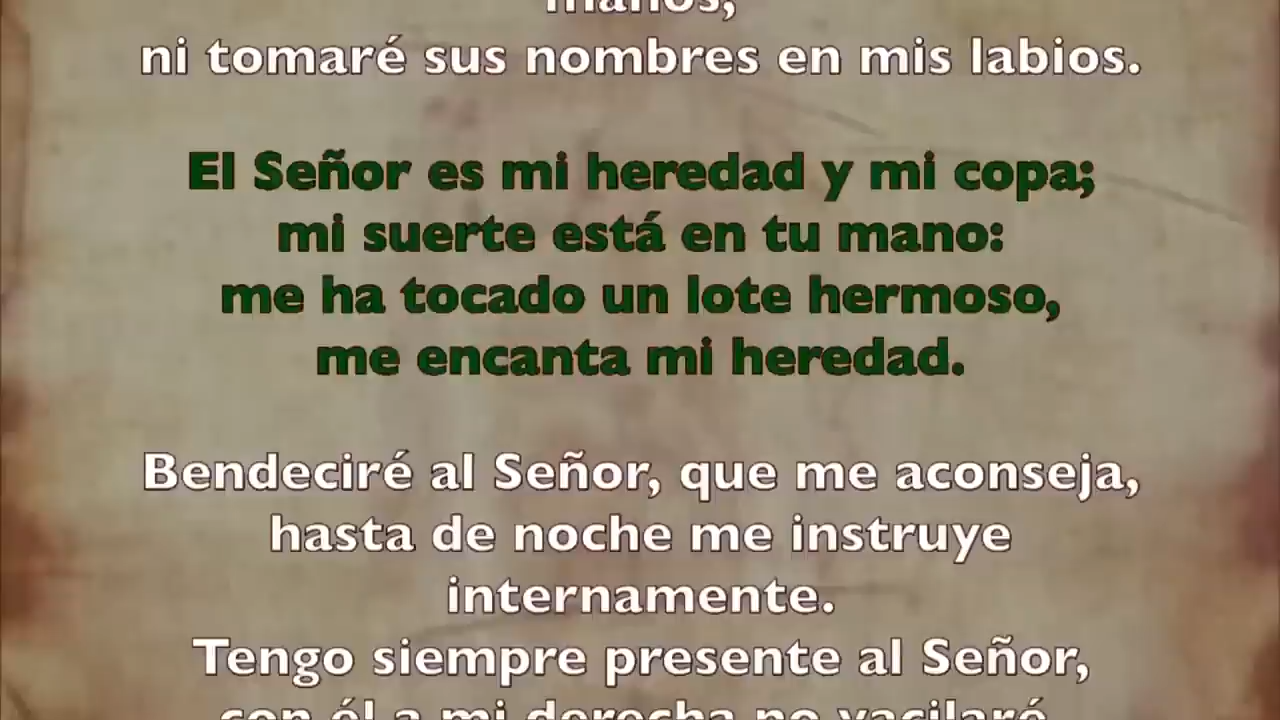 manos,
ni tomaré sus nombres en mis labios.
El Señor es mi heredad y mi copa;
mi suerte está en tu mano:
me ha tocado un lote hermoso,
me encanta mi heredad.
Bendeciré al Señor, que me aconseja,
hasta de noche me instruye
internamente.
Tengo siempre presente al Señor,
con él a mi derecha no vacilaré.